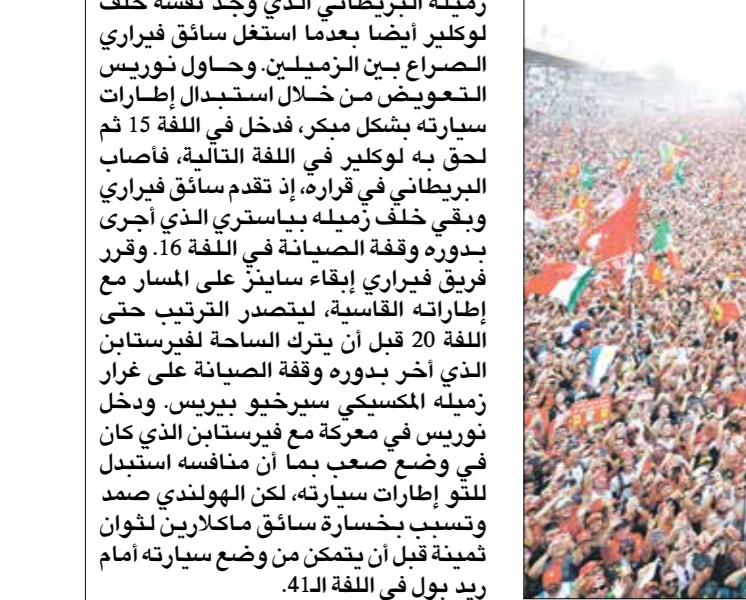 زميله البريطاني الذي وجد نفسه خلف
لوكلير أيضا بعدما استغل سائق فيراري
الصراع بين الزميلين. وحاول نوريس
التعويض من خلال استبدال إطارات
سيارته بشكل مبكر، فدخل في اللفة 15 ثم
لحق به لوكلير في اللفة التالية، فأصاب
البريطاني في قراره، إذ تقدم سائق فيراري
وبقي خلف زميله بياستري الذي أجرى
بدوره وقفة الصيانة في اللفة 16. وقرر
فريق فيراري إبقاء ساينز على المسار مع
إطاراته القاسية، ليتصدر الترتيب حتى
اللفة 20 قبل أن يترك الساحة لفيرستابن
الذي أخر بدوره وقفة الصيانة على غرار
زميله المكسيكي سيرخيو بيريس. ودخل
نوريس في معركة مع فيرستابن الذي كان
في وضع صعب بما أن منافسه استبدل
للتو إطارات سيارته، لكن الهولندي صمد
وتسبب بخسارة سائق ماكلارين لثوان
ثمينة قبل أن يتمكن من وضع سيارته أمام
ريد بول في اللفة الـ41.